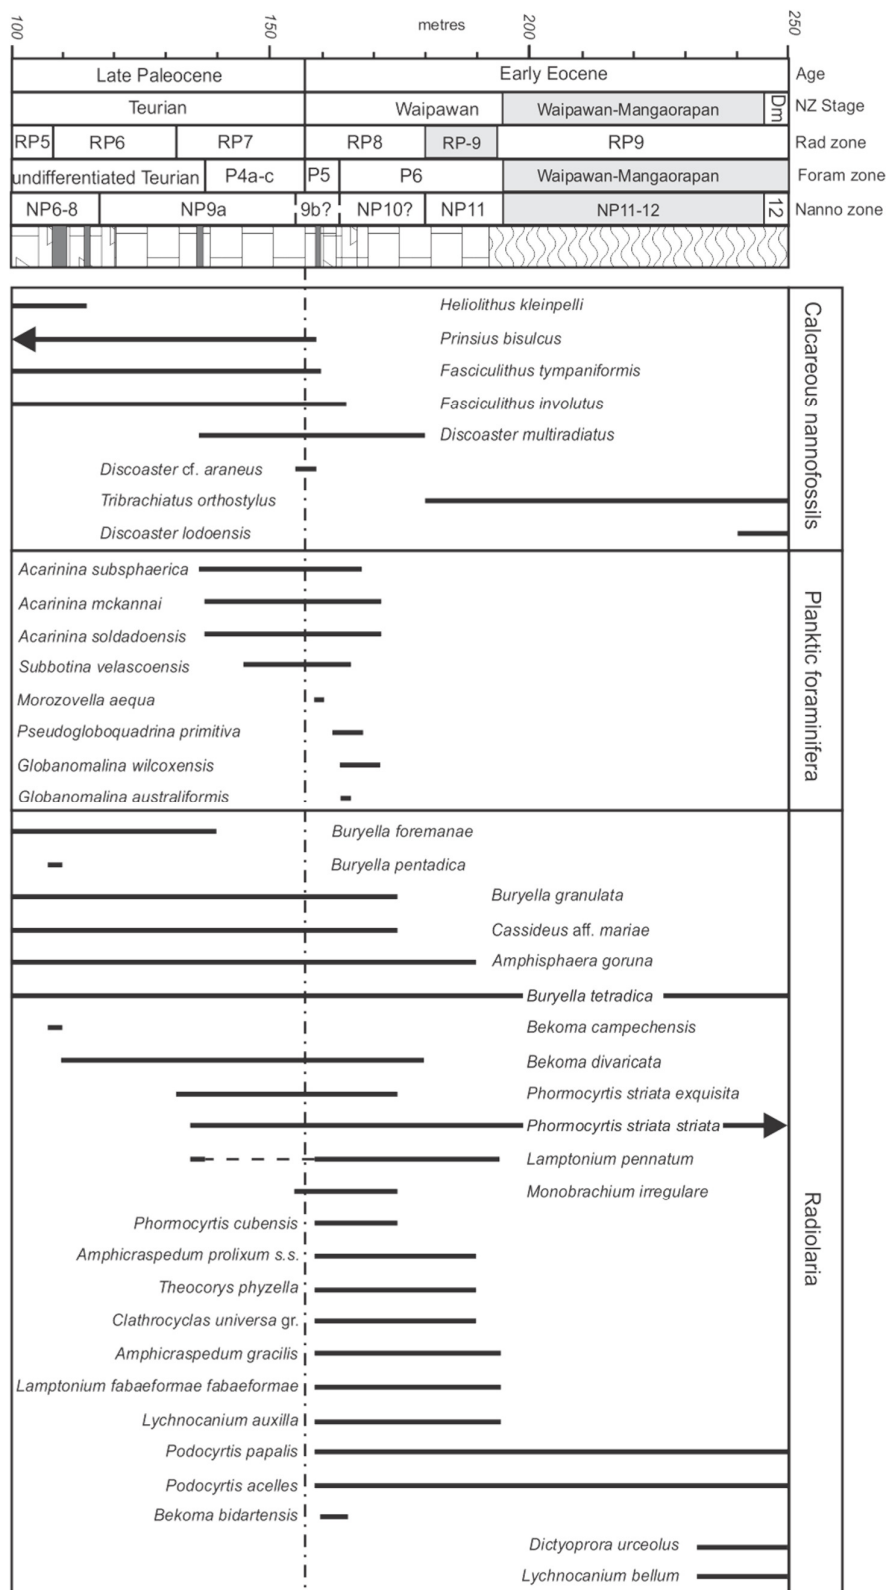 100
150
metres
200
250
Late Paleocene Early Eocene Age
Teurian Waipawan Waipawan-Mangaorapan Dm NZ Stage
RP5 RP6 RP7 RP8 RP-9 RP9 Rad zone
undifferentiated Teurian P4a-c P5 P6 Waipawan-Mangaorapan Foram zone
NP6-8 NP9a 9b? NP10? NP11 NP11-12 12 Nanno zone
Calcareous nannofossils
Heliolithus kleinpelli
Prinsius bisulcus
Fasciculithus tympaniformis
Fasciculithus involutus
Discoaster multiradiatus
Discoaster cf. araneus
Tribrachiatus orthostylus
Discoaster lodoensis
Planktic foraminifera
Acarinina subsphaerica
Acarinina mckannai
Acarinina soldadoensis
Subbotina velascoensis
Morozovella aequa
Pseudogloboquadrina primitiva
Globanomalina wilcoxensis
Globanomalina australiformis
Radiolaria
Buryella foremanae
Buryella pentadica
Buryella granulata
Cassideus aff. mariae
Amphisphaera goruna
Buryella tetradica
Bekoma campechensis
Bekoma divaricata
Phormocyrtis striata exquisita
Phormocyrtis striata striata
Lamptonium pennatum
Monobrachium irregulare
Phormocyrtis cubensis
Amphicraspedum prolixum s.s.
Theocorys phyzella
Clathrocyclas universa gr.
Amphicraspedum gracilis
Lamptonium fabaeformae fabaeformae
Lychnocanium auxilla
Podocyrtis papalis
Podocyrtis acelles
Bekoma bidartensis
Dictyoprora urceolus
Lychnocanium bellum